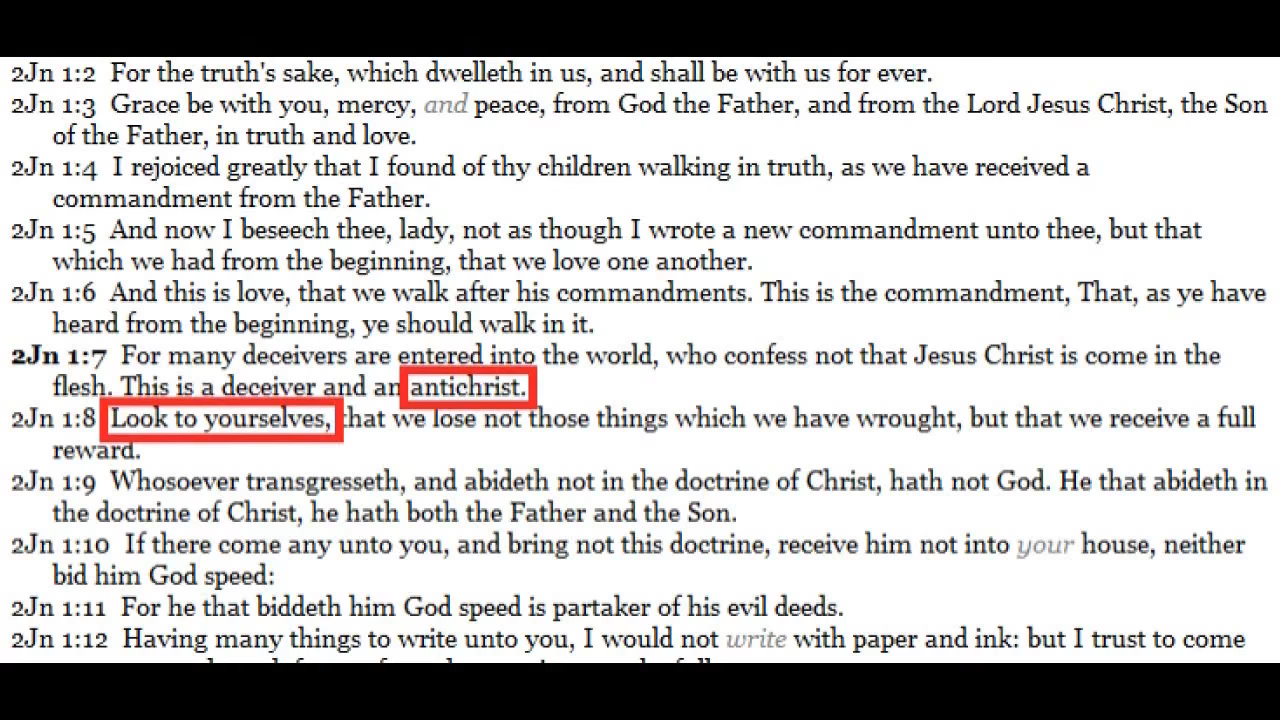 2Jn 1:2 For the truth's sake, which dwelleth in us, and shall be with us for ever.
2Jn 1:3 Grace be with you, mercy, and peace, from God the Father, and from the Lord Jesus Christ, the Son
of the Father, in truth and love.
2Jn 1:4 I rejoiced greatly that I found of thy children walking in truth, as we have received a
commandment from the Father.
2Jn 1:5 And now I beseech thee, lady, not as though I wrote a new commandment unto thee, but that
which we had from the beginning, that we love one another.
2Jn 1:6 And this is love, that we walk after his commandments. This is the commandment, That, as ye have
heard from the beginning, ye should walk in it.
2Jn 1:7 For many deceivers are entered into the world, who confess not that Jesus Christ is come in the
flesh. This is a deceiver and an antichrist.
2Jn 1:8 Look to yourselves, that we lose not those things which we have wrought, but that we receive a full
reward.
2Jn 1:9 Whosoever transgresseth, and abideth not in the doctrine of Christ, hath not God. He that abideth in
the doctrine of Christ, he hath both the Father and the Son.
2Jn 1:10 If there come any unto you, and bring not this doctrine, receive him not into your house, neither
bid him God speed:
2Jn 1:11 For he that biddeth him God speed is partaker of his evil deeds.
2Jn 1:12 Having many things to write unto you, I would not write with paper and ink: but I trust to come